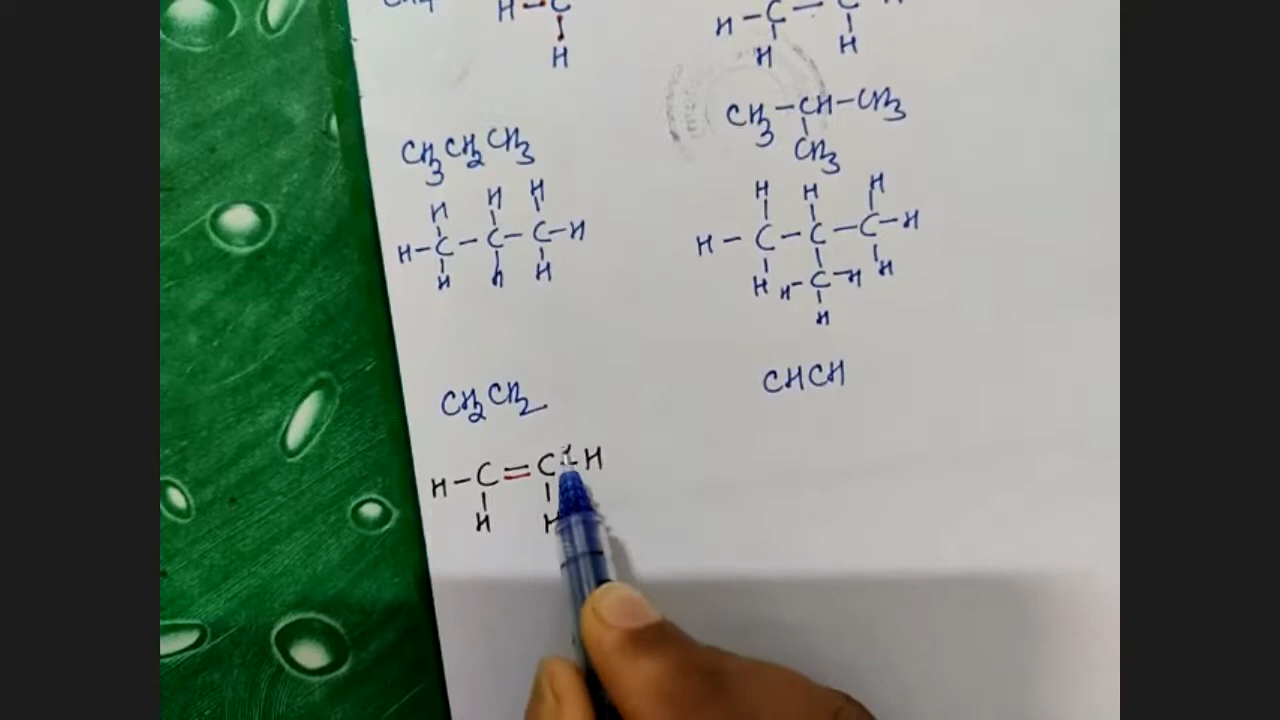 H-C
H
H-C-C
H H
CH3-CH-CH3
CH3
CH3CH2CH3
H H H
H-C-C-C-H
H H H
H H H
H-C-C-C-H
H H-C-H H
H
CH2CH2
CHCH
H-C=C-H
H H